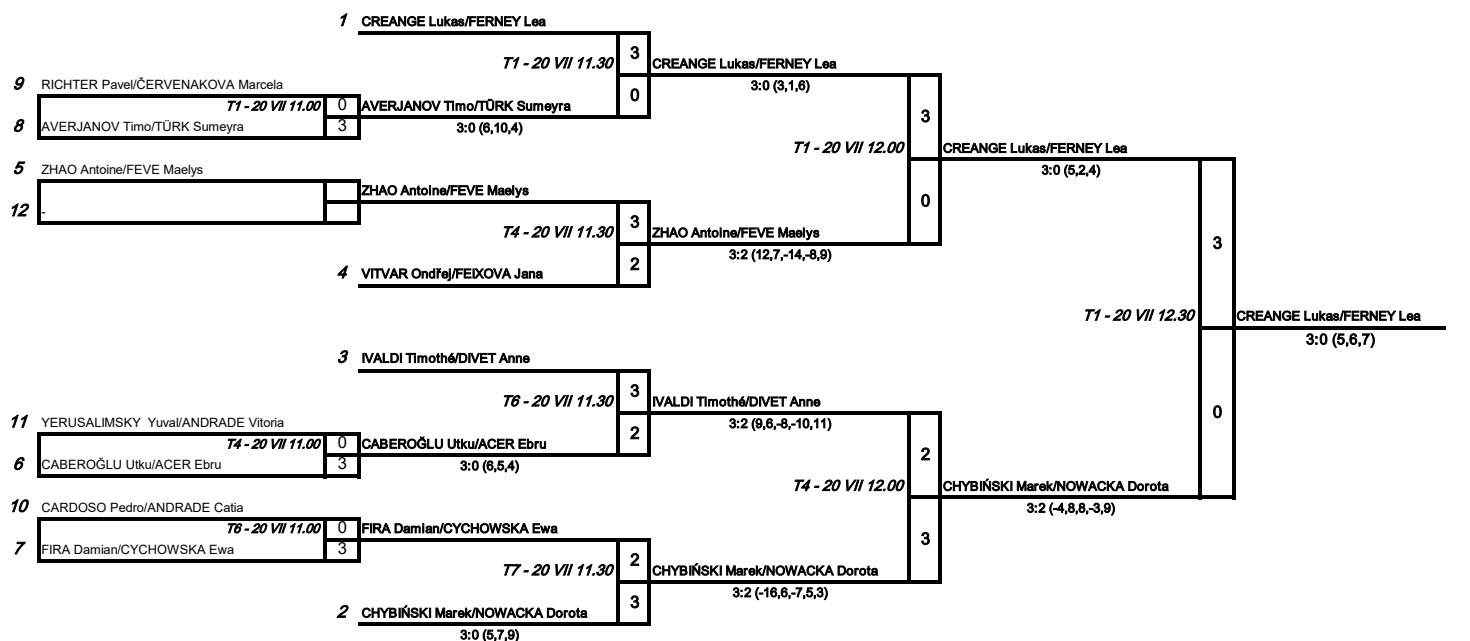 1 CREANGE Lukas/FERNEY Lea
T1 - 20 VII 11.30 3 CREANGE Lukas/FERNEY Lea
9 RICHTER Pavel/ČERVENAKOVA Marcela
3:0 (3,1,6)
T1 - 20 VII 11.00 0 AVERJANOV Timo/TÜRK Sumeyra 0
8 AVERJANOV Timo/TÜRK Sumeyra 3
3:0 (6,10,4)
3
T1 - 20 VII 12.00 CREANGE Lukas/FERNEY Lea
5 ZHAO Antoine/FEVE Maelys
3:0 (5,2,4)
ZHAO Antoine/FEVE Maelys
0
12 -
T4 - 20 VII 11.30 3 ZHAO Antoine/FEVE Maelys
3
3:2 (12,7,-14,-8,9)
4 VITVAR Ondřej/FEIXOVA Jana 2
T1 - 20 VII 12.30 CREANGE Lukas/FERNEY Lea
3:0 (5,6,7)
3 IVALDI Timothé/DIVET Anne
T6 - 20 VII 11.30 3 IVALDI Timothé/DIVET Anne
0
11 YERUSALIMSKY Yuval/ANDRADE Vitoria
3:2 (9,6,-8,-10,11)
T4 - 20 VII 11.00 0 CABEROĞLU Utku/ACER Ebru 2
6 CABEROĞLU Utku/ACER Ebru 3
3:0 (6,5,4)
2
T4 - 20 VII 12.00 CHYBIŃSKI Marek/NOWACKA Dorota
10 CARDOSO Pedro/ANDRADE Catia
3:2 (-4,8,8,-3,9)
T6 - 20 VII 11.00 0 FIRA Damian/CYCHOWSKA Ewa
3
7 FIRA Damian/CYCHOWSKA Ewa 3
T7 - 20 VII 11.30 2 CHYBIŃSKI Marek/NOWACKA Dorota
3:2 (-16,6,-7,5,3)
2 CHYBIŃSKI Marek/NOWACKA Dorota 3
3:0 (5,7,9)